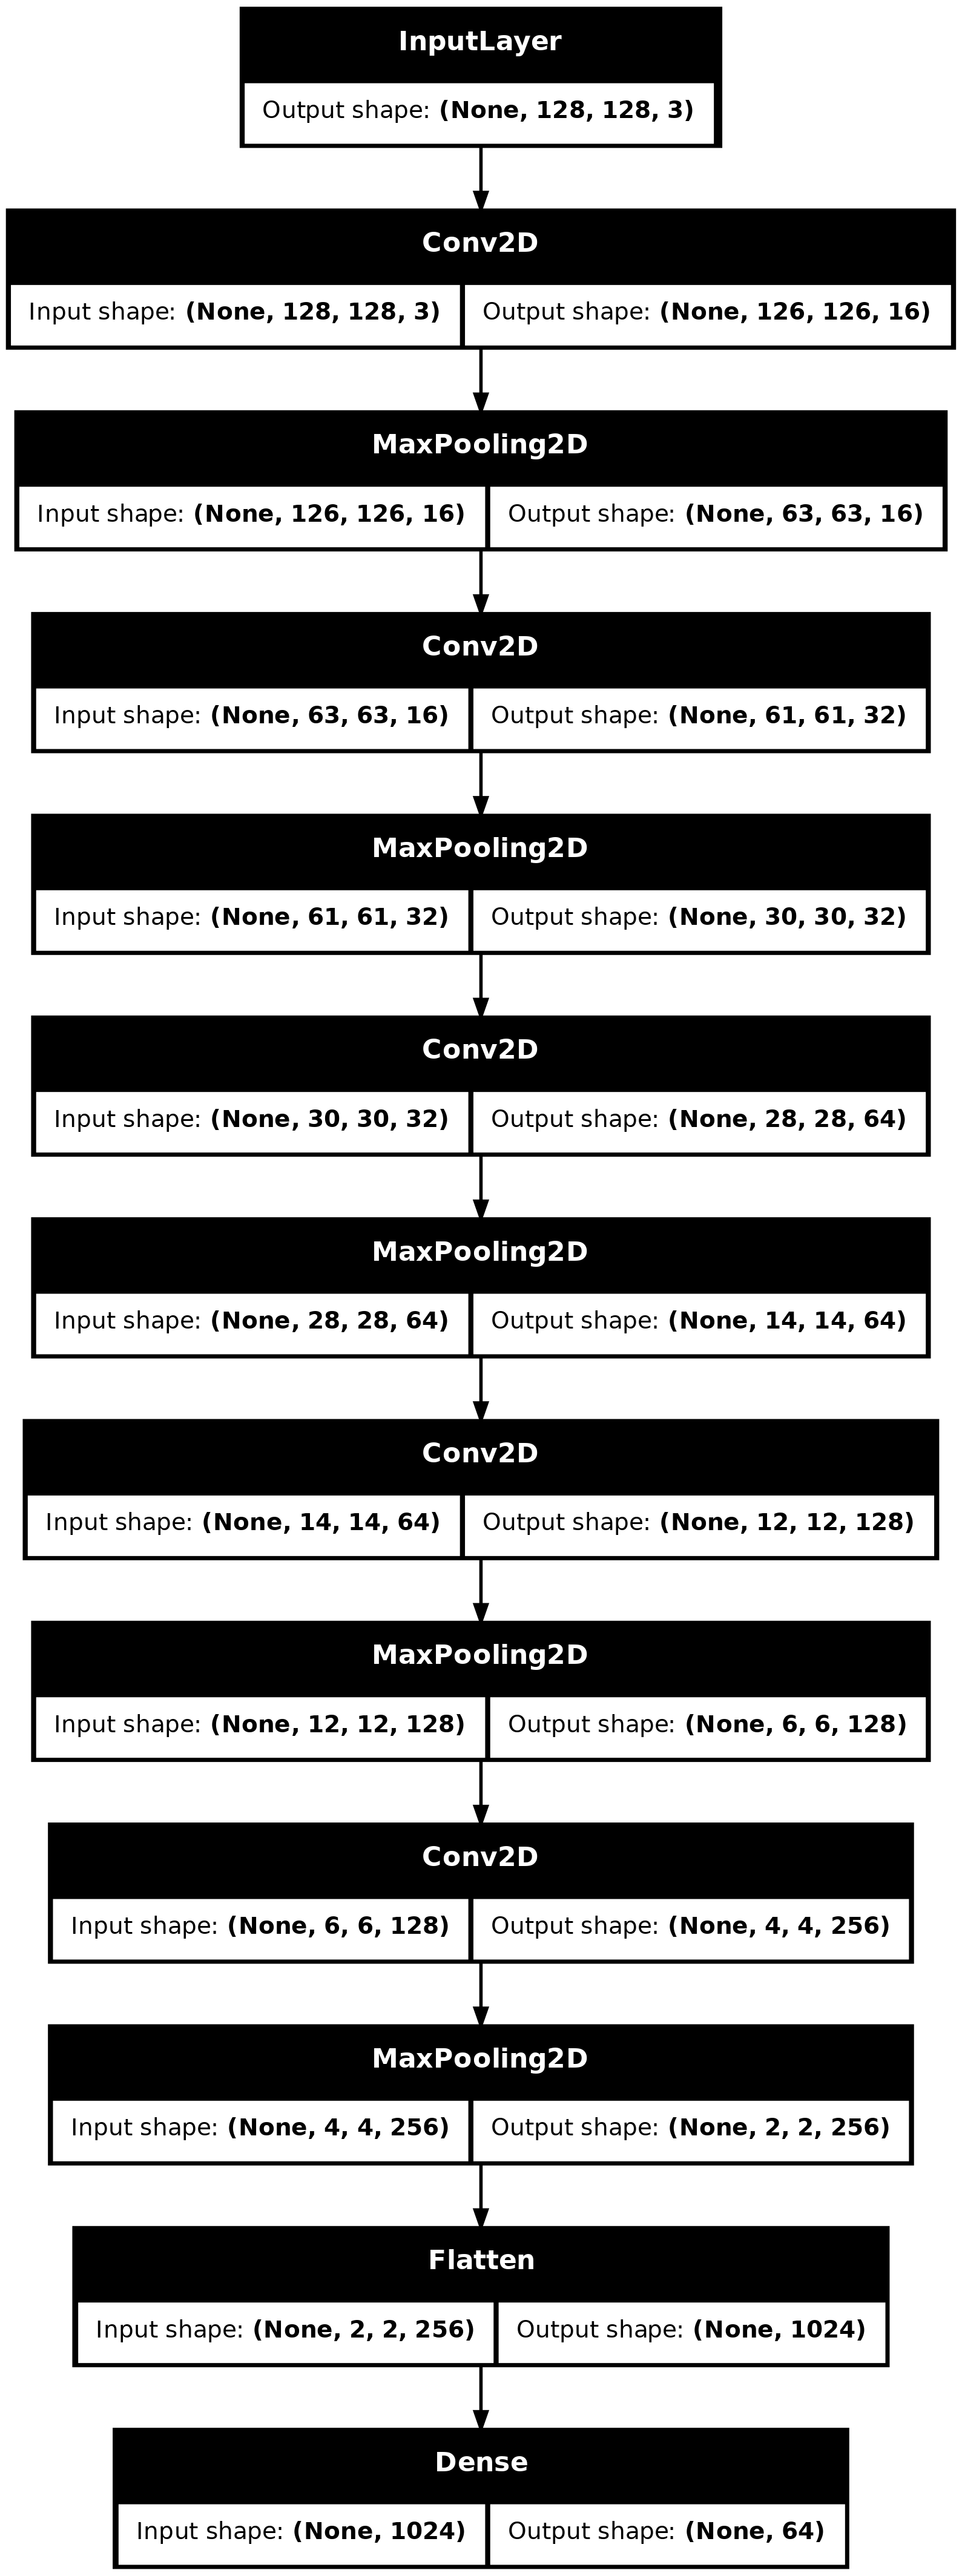 InputLayer
Output shape: (None, 128, 128, 3)
Conv2D
Input shape: (None, 128, 128, 3) Output shape: (None, 126, 126, 16)
MaxPooling2D
Input shape: (None, 126, 126, 16) Output shape: (None, 63, 63, 16)
Conv2D
Input shape: (None, 63, 63, 16) Output shape: (None, 61, 61, 32)
MaxPooling2D
Input shape: (None, 61, 61, 32) Output shape: (None, 30, 30, 32)
Conv2D
Input shape: (None, 30, 30, 32) Output shape: (None, 28, 28, 64)
MaxPooling2D
Input shape: (None, 28, 28, 64) Output shape: (None, 14, 14, 64)
Conv2D
Input shape: (None, 14, 14, 64) Output shape: (None, 12, 12, 128)
MaxPooling2D
Input shape: (None, 12, 12, 128) Output shape: (None, 6, 6, 128)
Conv2D
Input shape: (None, 6, 6, 128) Output shape: (None, 4, 4, 256)
MaxPooling2D
Input shape: (None, 4, 4, 256) Output shape: (None, 2, 2, 256)
Flatten
Input shape: (None, 2, 2, 256) Output shape: (None, 1024)
Dense
Input shape: (None, 1024) Output shape: (None, 64)